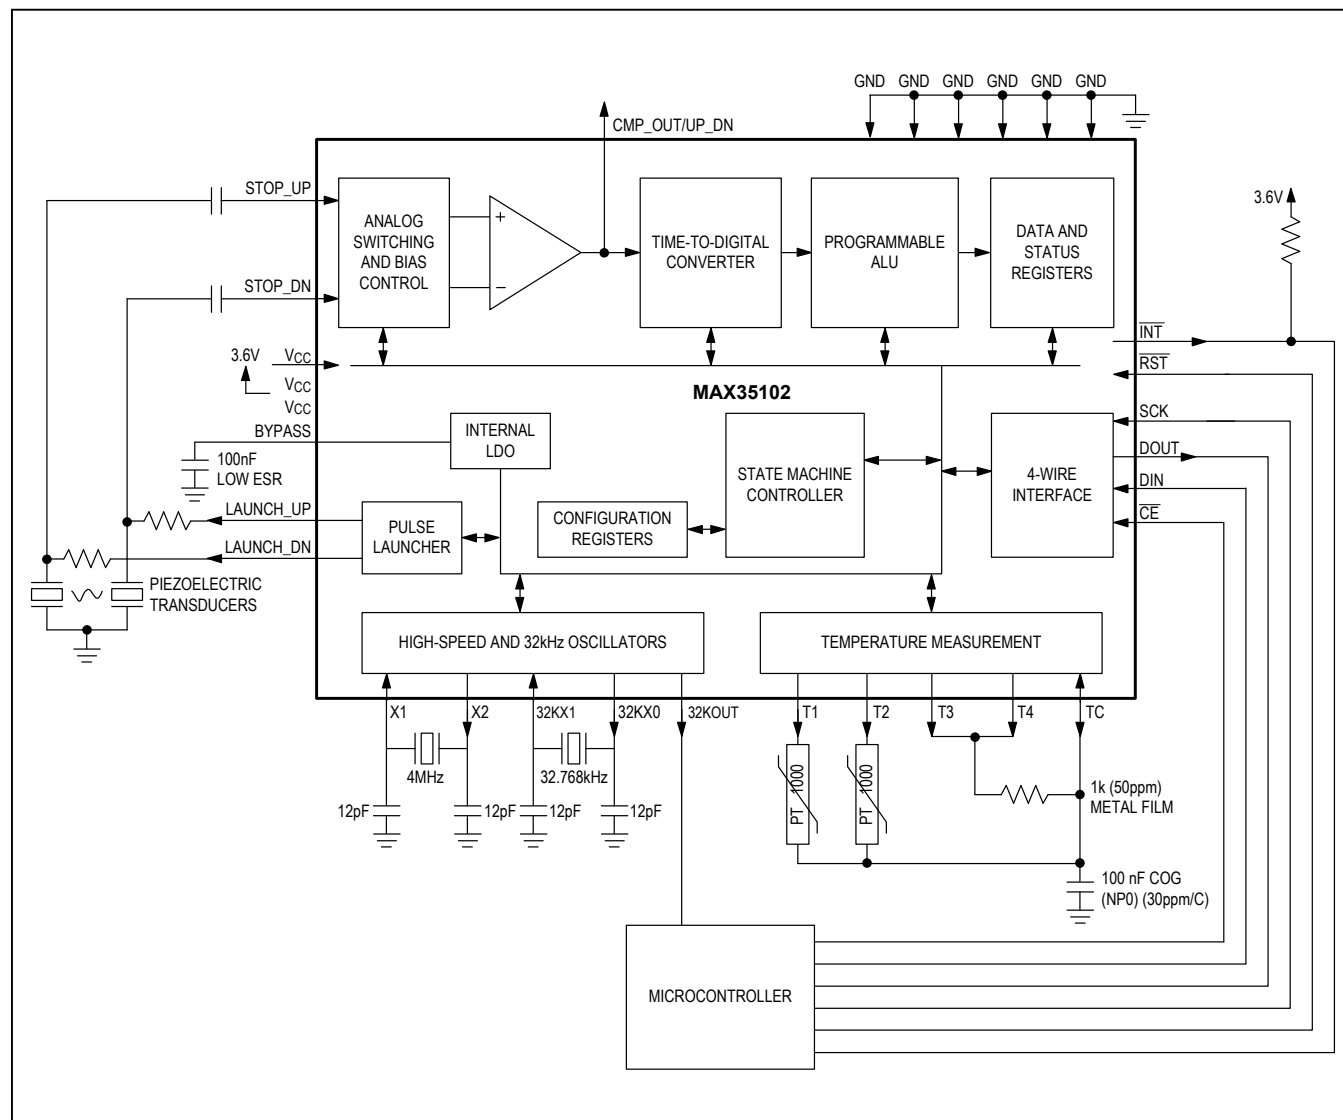 GND GND GND GND GND GND
CMP_OUT/UP_DN
STOP_UP
STOP_DN
ANALOG
SWITCHING
AND BIAS
CONTROL
+
−
TIME-TO-DIGITAL
CONVERTER
PROGRAMMABLE
ALU
DATA AND
STATUS
REGISTERS
3.6V
INT
RST
SCK
DOUT
DIN
CE
3.6V
VCC
VCC
VCC
BYPASS
100nF
LOW ESR
MAX35102
INTERNAL
LDO
STATE MACHINE
CONTROLLER
4-WIRE
INTERFACE
CONFIGURATION
REGISTERS
LAUNCH_UP
LAUNCH_DN
PULSE
LAUNCHER
PIEZOELECTRIC
TRANSDUCERS
HIGH-SPEED AND 32kHz OSCILLATORS
TEMPERATURE MEASUREMENT
X1 X2 32KX1 32KX0 32KOUT T1 T2 T3 T4 TC
4MHz
32.768kHz
12pF 12pF 12pF 12pF
PT 1000
PT 1000
1k (50ppm)
METAL FILM
100 nF COG
(NP0) (30ppm/C)
MICROCONTROLLER